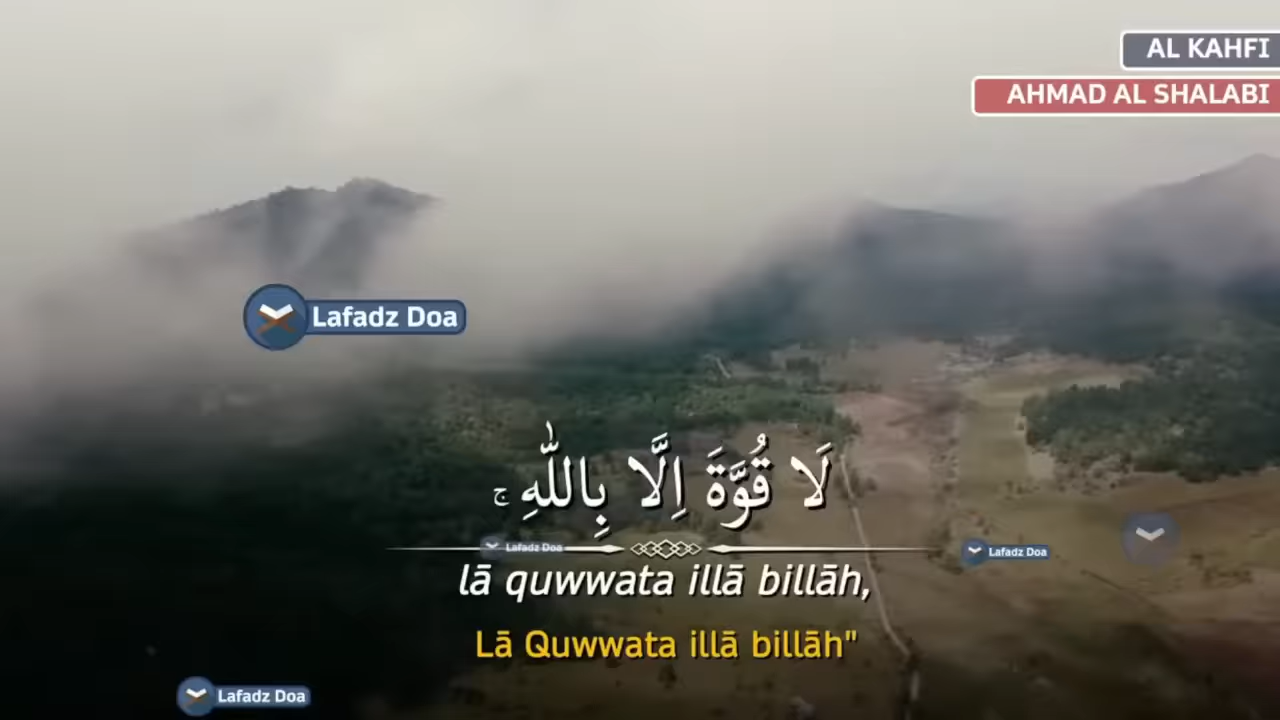 AL KAHFI
AHMAD AL SHALABI
Lafadz Doa
لَا قُوَّةَ اِلَّا بِاللّٰهِ ۚ
Lafadz Doa
Lafadz Doa
lā quwwata illā billāh,
Lā Quwwata illā billāh"
Lafadz Doa